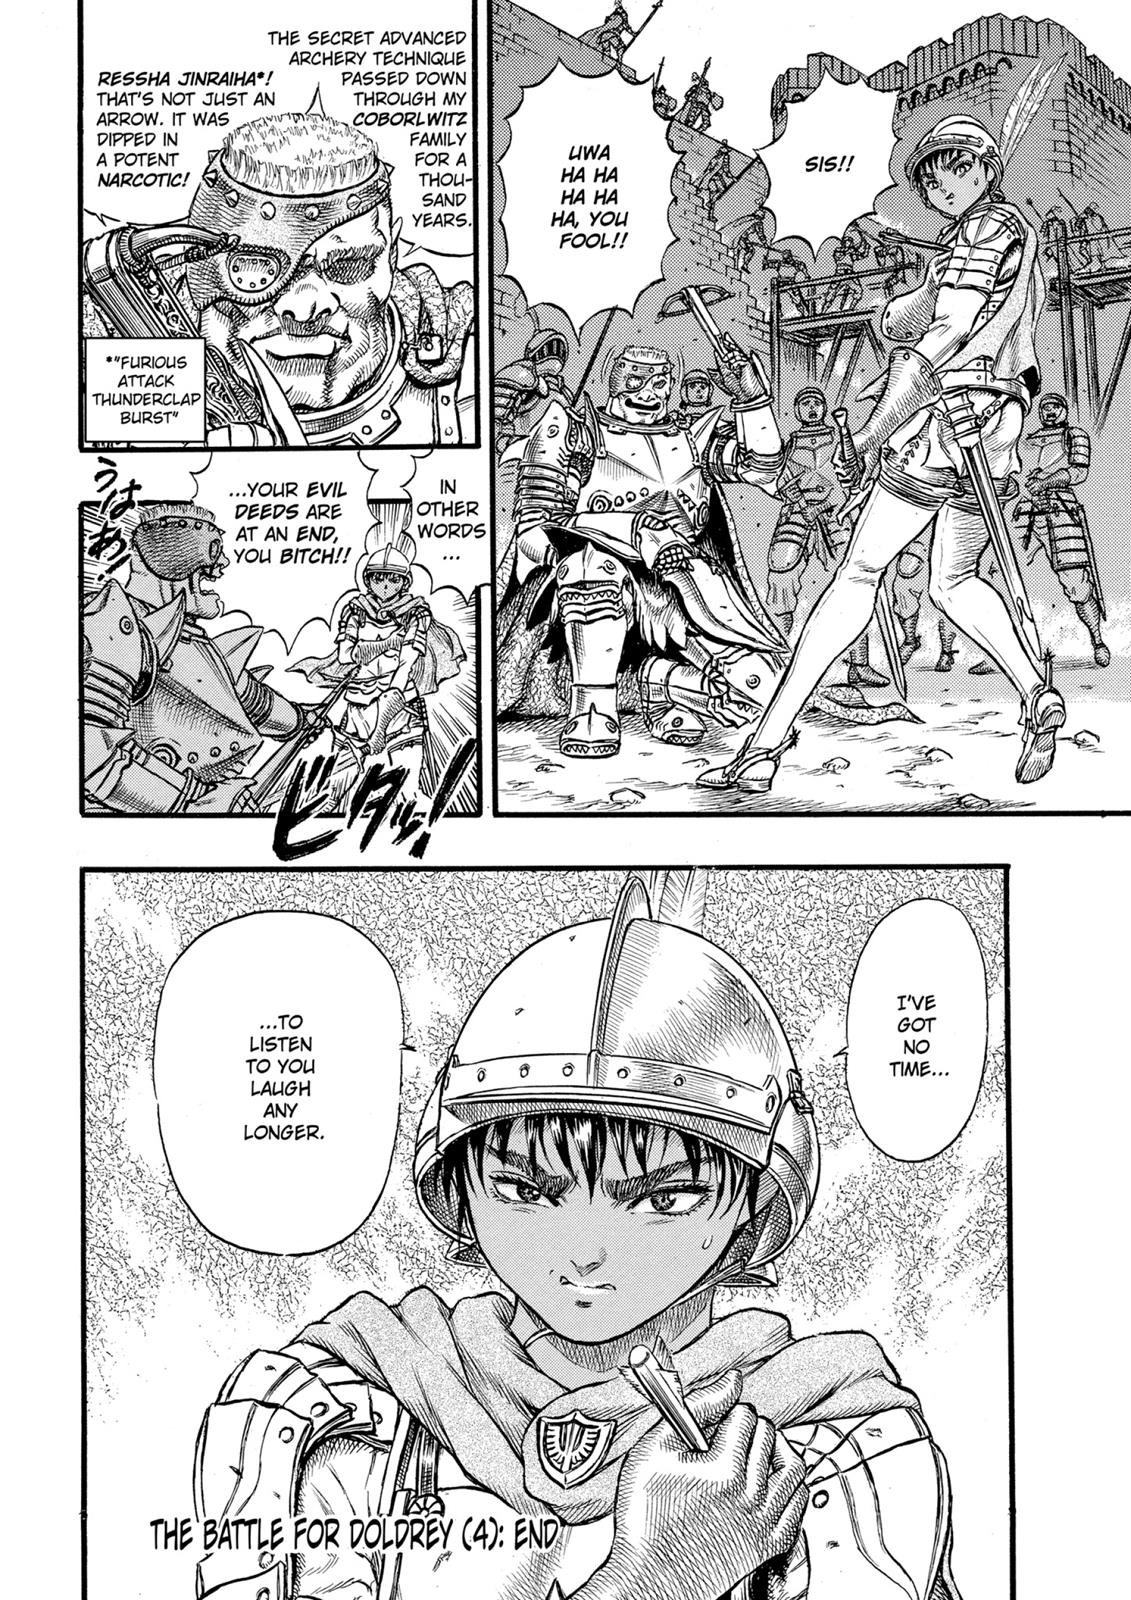 SIS!!
UWA
HA HA
HA HA
HA, YOU
FOOL!!
THE SECRET ADVANCED
ARCHERY TECHNIQUE
PASSED DOWN
THROUGH MY
COBORLWITZ
FAMILY
FOR A
THOU-
SAND
YEARS.
RESSHA JINRAIHA*!
THAT'S NOT JUST AN
ARROW. IT WAS
DIPPED IN
A POTENT
NARCOTIC!
*"FURIOUS
ATTACK
THUNDERCLAP
BURST"
IN
OTHER
WORDS
...
...YOUR EVIL
DEEDS ARE
AT AN END,
YOU BITCH!!
うはぁ!
ビタッ!
I'VE
GOT
NO
TIME...
...TO
LISTEN
TO YOU
LAUGH
ANY
LONGER.
THE BATTLE FOR DOLDREY (4): END